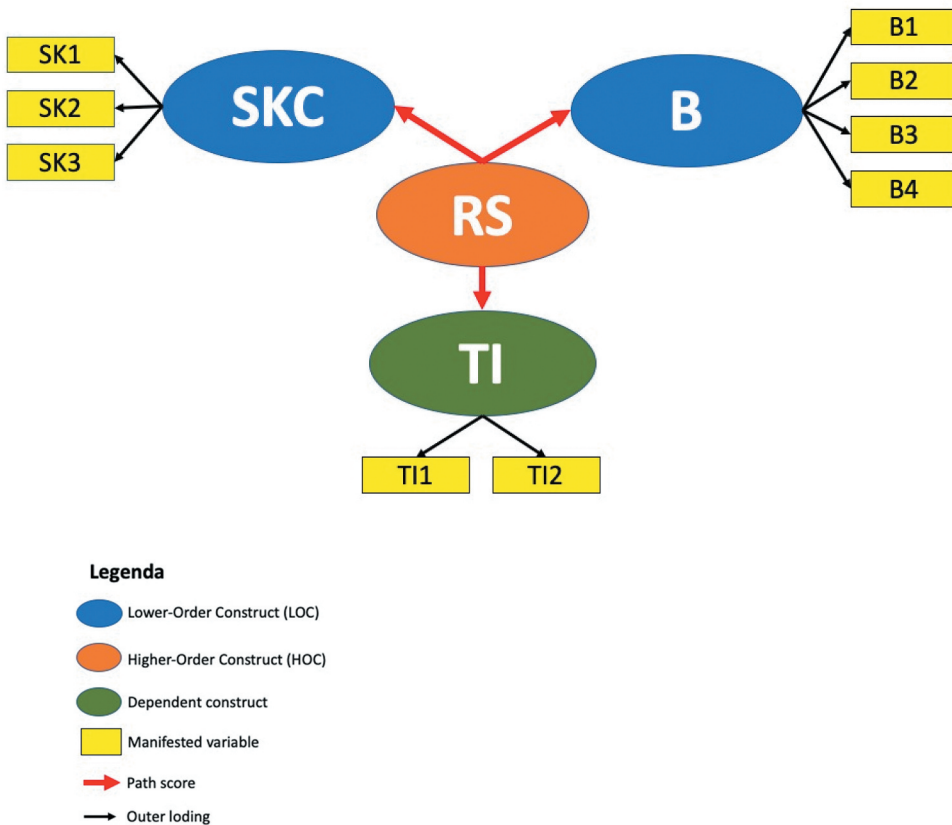 SK1
SK2
SK3
SKC
B
B1
B2
B3
B4
RS
TI
TI1
TI2
Legenda
Lower-Order Construct (LOC)
Higher-Order Construct (HOC)
Dependent construct
Manifested variable
Path score
Outer loding